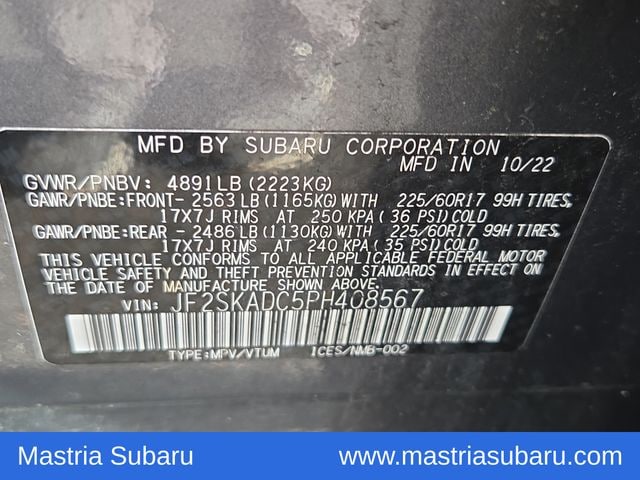 MFD BY SUBARU CORPORATION
MFD IN 10/22
GVWR/PNBV: 4891LB (2223KG)
GAWR/PNBE:FRONT- 2563 LB (1165KG) WITH 225/60R17 99H TIRES,
17X7J RIMS AT 250 KPA ( 36 PSI) COLD
GAWR/PNBE:REAR - 2486 LB (1130KG) WITH 225/60R17 99H TIRES,
17X7J RIMS AT 240 KPA ( 35 PSI) COLD
THIS VEHICLE CONFORMS TO ALL APPLICABLE FEDERAL MOTOR
VEHICLE SAFETY AND THEFT PREVENTION STANDARDS IN EFFECT ON
THE DATE OF MANUFACTURE SHOWN ABOVE.
VIN: JF2SKADC5PH408567
TYPE:MPV/VTUM ICES/NMB-002
Mastria Subaru www.mastriasubaru.com